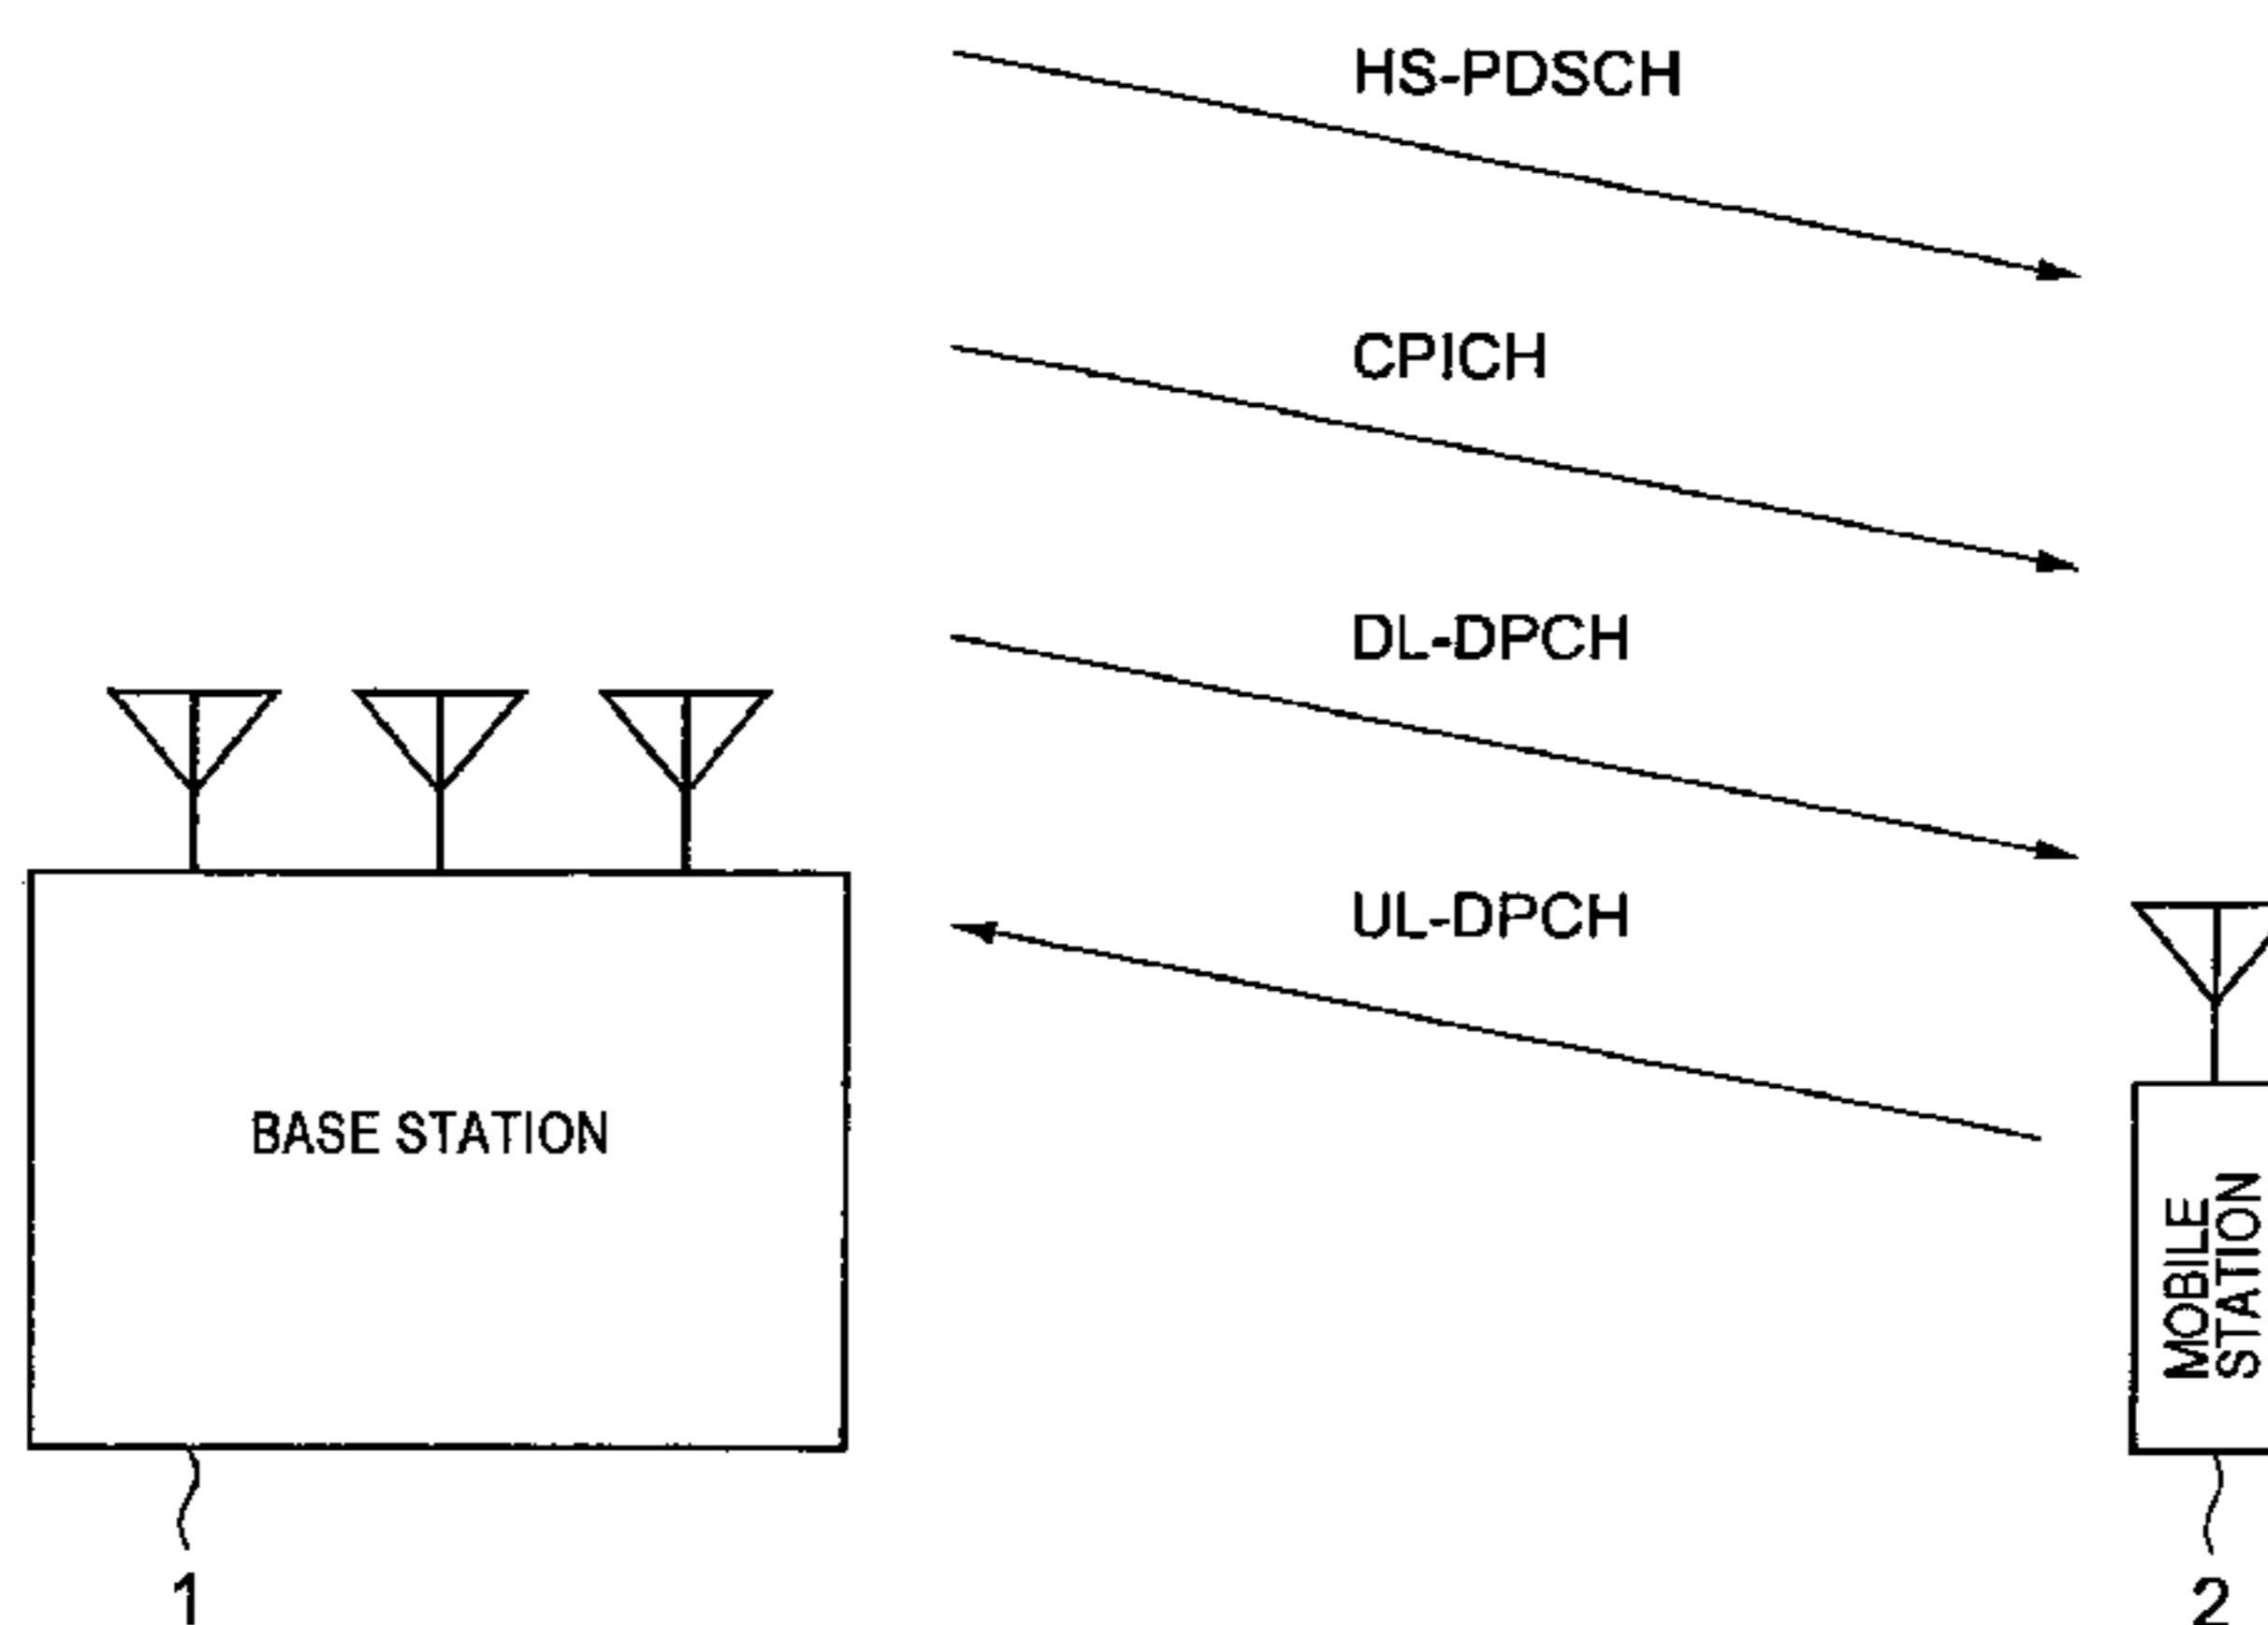 HS-PDSCH
CPICH
DL-DPCH
UL-DPCH
BASE STATION
MOBILE
STATION
1
2